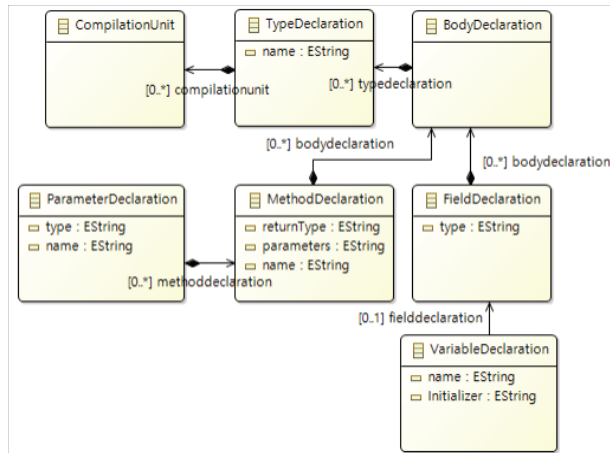 CompilationUnit
TypeDeclaration
name : EString
BodyDeclaration
[0..*] compilationunit
[0..*] typedeclaration
[0..*] bodydeclaration
[0..*] bodydeclaration
ParameterDeclaration
type : EString
name : EString
MethodDeclaration
returnType : EString
parameters : EString
name : EString
FieldDeclaration
type : EString
[0..*] methoddeclaration
[0..1] fielddeclaration
VariableDeclaration
name : EString
Initializer : EString